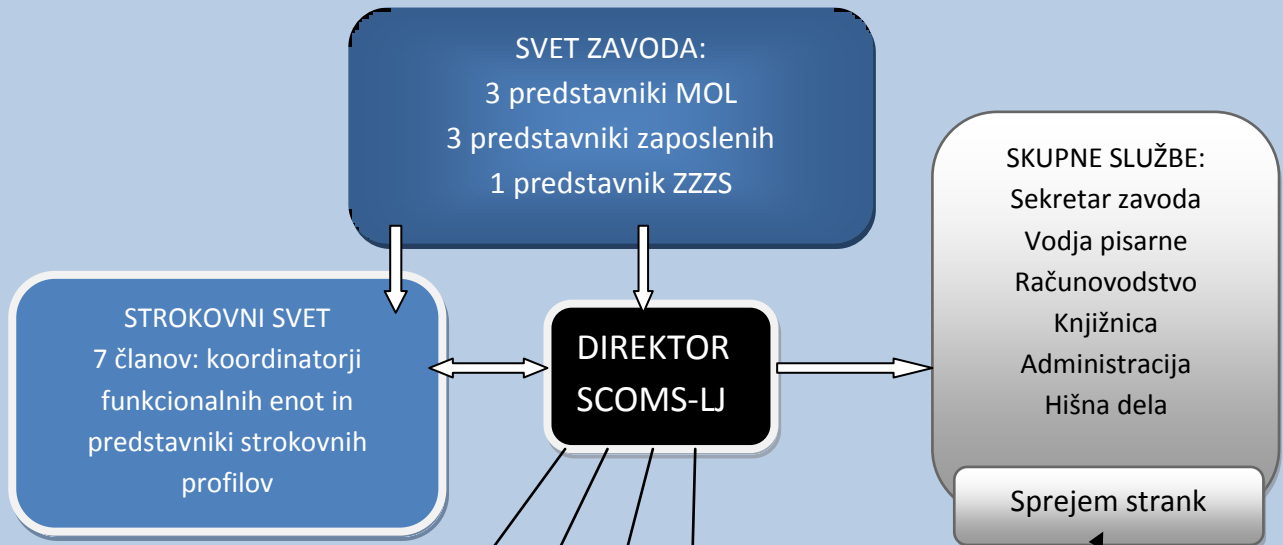 SVET ZAVODA:
3 predstavniki MOL
3 predstavniki zaposlenih
1 predstavnik ZZZS
STROKOVNI SVET
7 članov: koordinatorji
funkcionalnih enot in
predstavniki strokovnih
profilov
DIREKTOR
SCOMS-LJ
SKUPNE SLUŽBE:
Sekretar zavoda
Vodja pisarne
Računovodstvo
Knjižnica
Administracija
Hišna dela
Sprejem strank